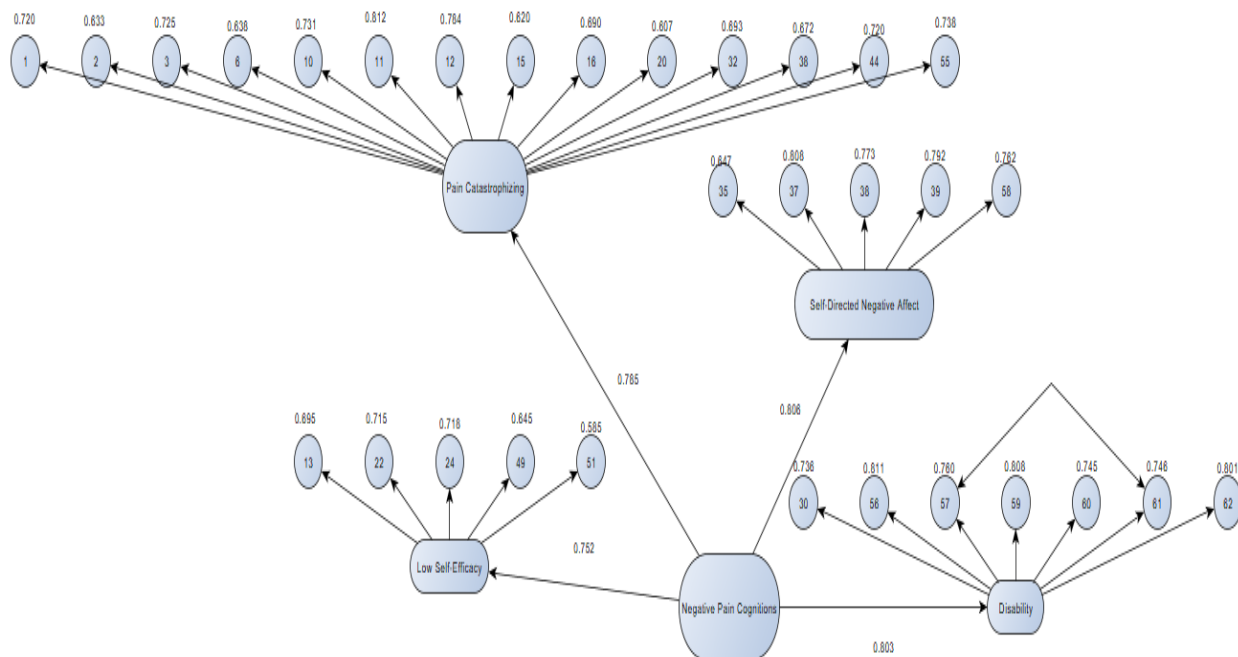 0.720 0.633 0.725 0.638 0.731 0.812 0.784 0.620 0.690 0.607 0.693 0.672 0.720 0.738
1 2 3 6 10 11 12 15 16 20 32 38 44 55
Pain Catastrophizing
0.647 0.808 0.773 0.792 0.762
35 37 38 39 58
Self-Directed Negative Affect
0.785
0.806
0.695 0.715 0.718 0.645 0.585
13 22 24 49 51
0.736 0.811 0.760 0.808 0.745 0.746 0.801
30 56 57 59 60 61 62
0.752
Low Self-Efficacy
Negative Pain Cognitions
Disability
0.803